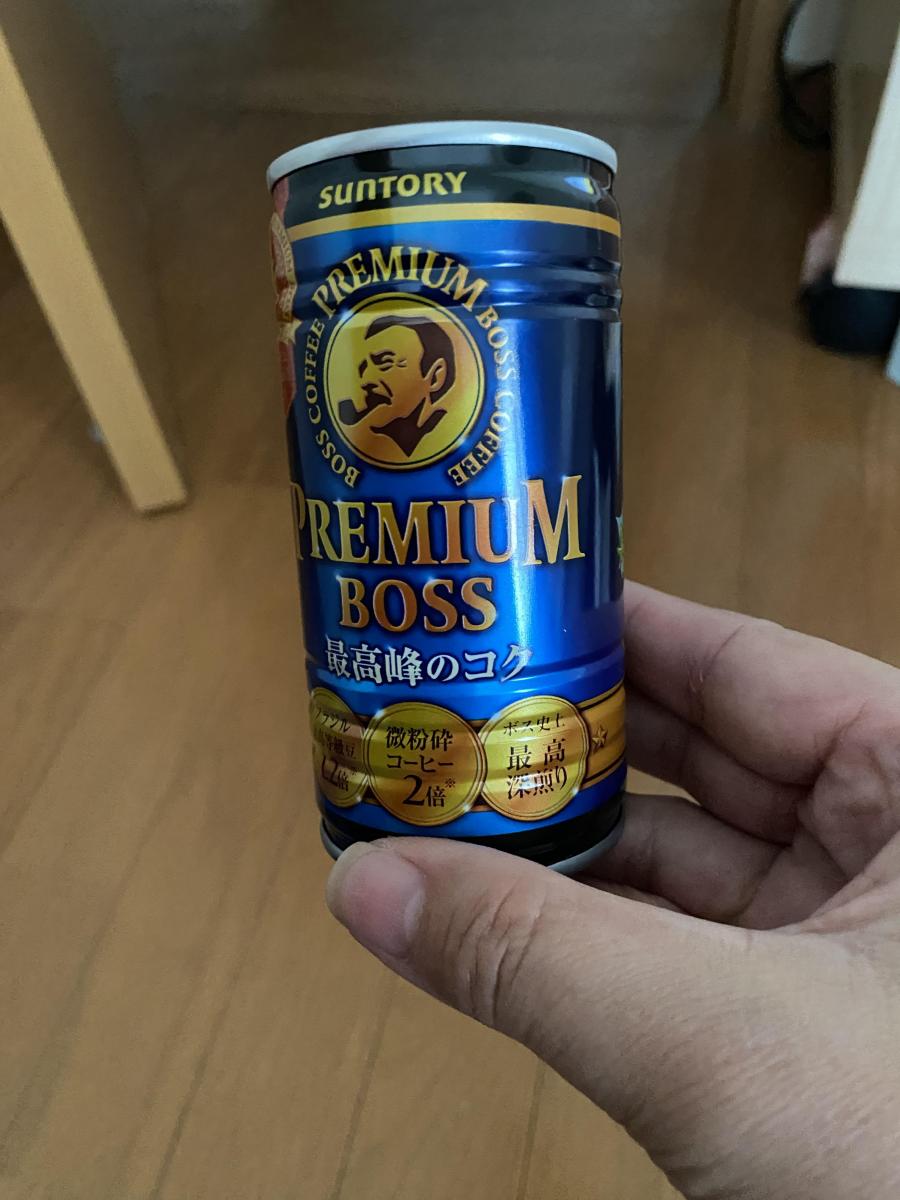 SUNTORY
PREMIUM
BOSS COFFEE
BOSS COFFEE
PREMIUM
BOSS
最高峰のコク
微粉砕
コーヒー
2倍※
ボス史上
最高
深煎り